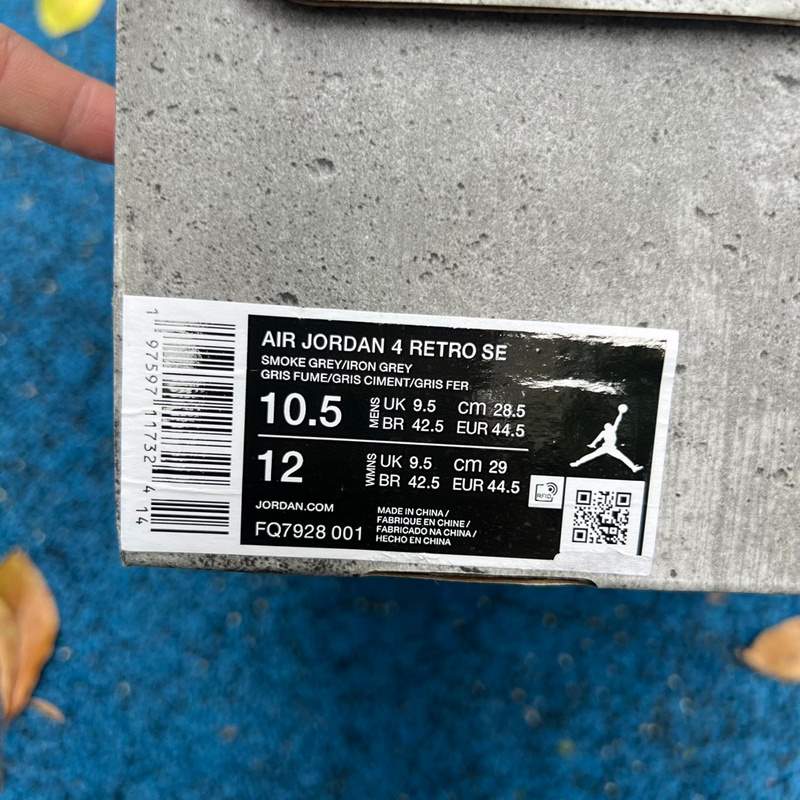 1 97597 11732 4 14
AIR JORDAN 4 RETRO SE
SMOKE GREY/IRON GREY
GRIS FUME/GRIS CIMENT/GRIS FER
10.5 MENS UK 9.5 cm 28.5
BR 42.5 EUR 44.5
12 WMNS UK 9.5 cm 29
BR 42.5 EUR 44.5
RFID
JORDAN.COM
FQ7928 001
MADE IN CHINA /
FABRIQUE EN CHINE /
FABRICADO NA CHINA /
HECHO EN CHINA